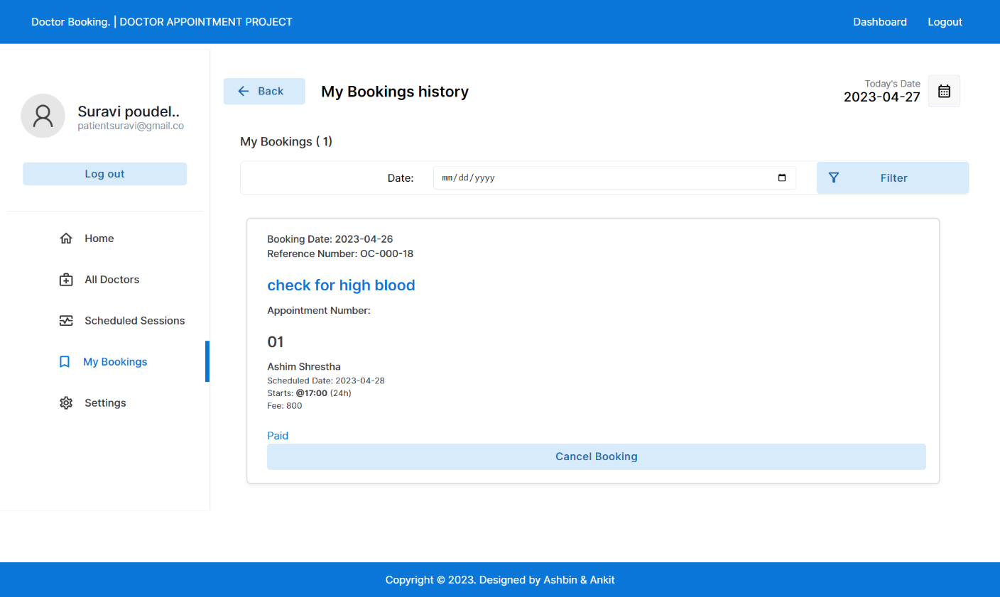 Doctor Booking. | DOCTOR APPOINTMENT PROJECT
Dashboard
Logout
Suravi poudel..
patientsuravi@gmail.co
Log out
Home
All Doctors
Scheduled Sessions
My Bookings
Settings
Back
My Bookings history
Today's Date
2023-04-27
My Bookings ( 1)
Date:
mm/dd/yyyy
Filter
Booking Date: 2023-04-26
Reference Number: OC-000-18
check for high blood
Appointment Number:
01
Ashim Shrestha
Scheduled Date: 2023-04-28
Starts: @17:00 (24h)
Fee: 800
Paid
Cancel Booking
Copyright © 2023. Designed by Ashbin & Ankit